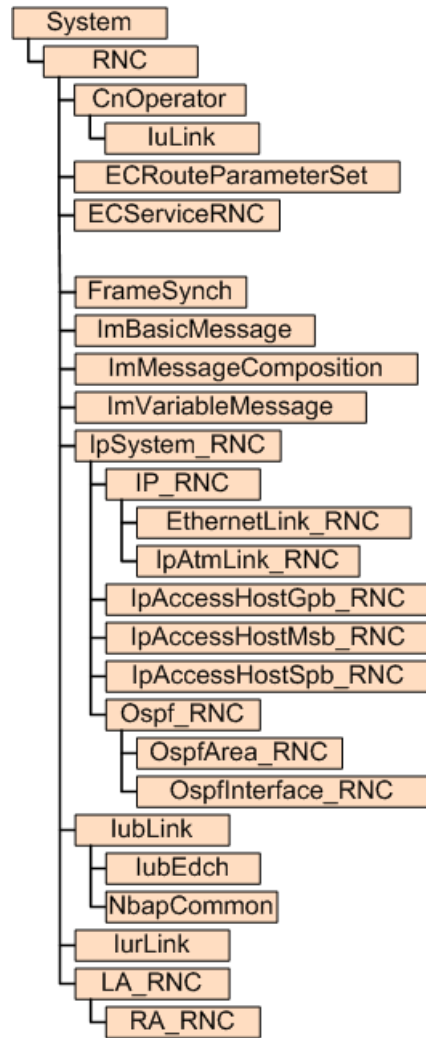 System
RNC
CnOperator
IuLink
ECRouteParameterSet
ECServiceRNC
FrameSynch
ImBasicMessage
ImMessageComposition
ImVariableMessage
IpSystem_RNC
IP_RNC
EthernetLink_RNC
IpAtmLink_RNC
IpAccessHostGpb_RNC
IpAccessHostMsb_RNC
IpAccessHostSpb_RNC
Ospf_RNC
OspfArea_RNC
OspfInterface_RNC
IubLink
IubEdch
NbapCommon
IurLink
LA_RNC
RA_RNC